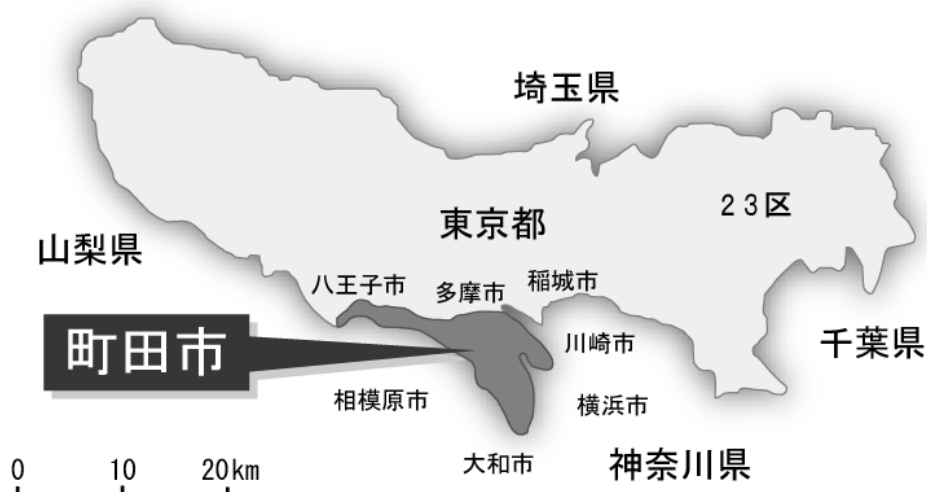 埼玉県
23区
東京都
山梨県
八王子市
多摩市
稲城市
町田市
川崎市
千葉県
相模原市
横浜市
大和市
神奈川県
0 10 20km